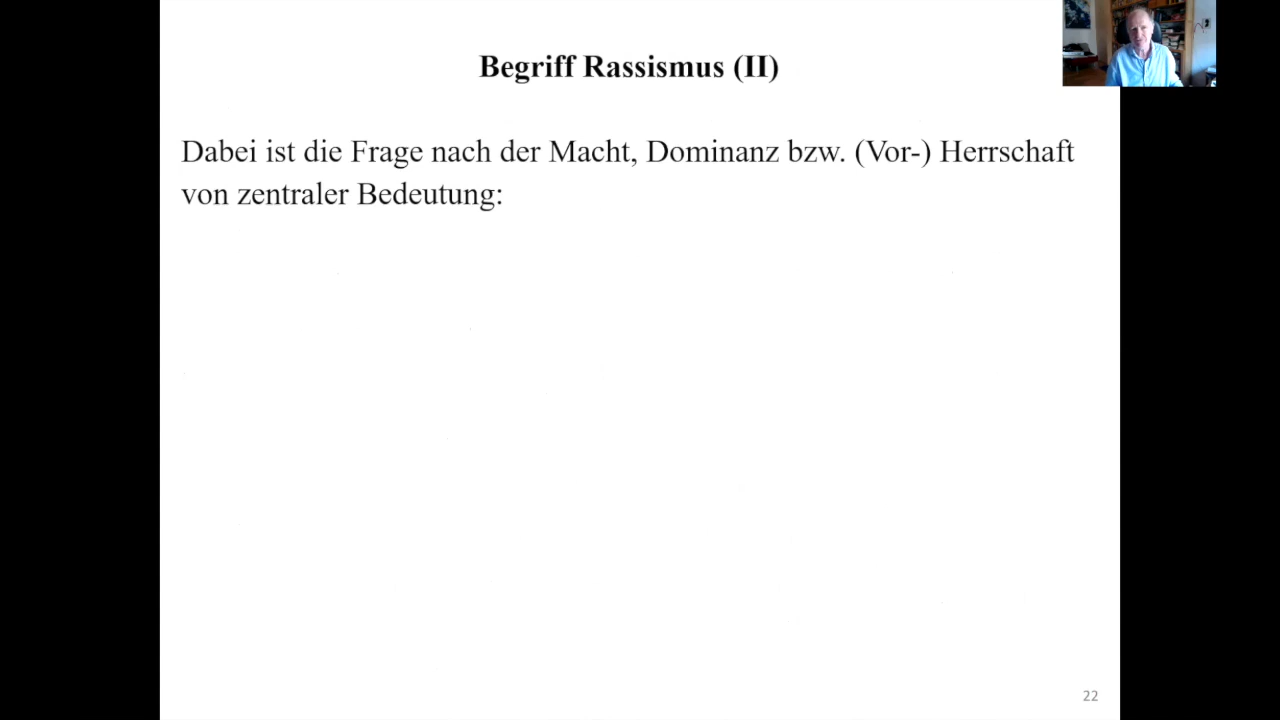 Begriff Rassismus (II)
Dabei ist die Frage nach der Macht, Dominanz bzw. (Vor-) Herrschaft
von zentraler Bedeutung:
22